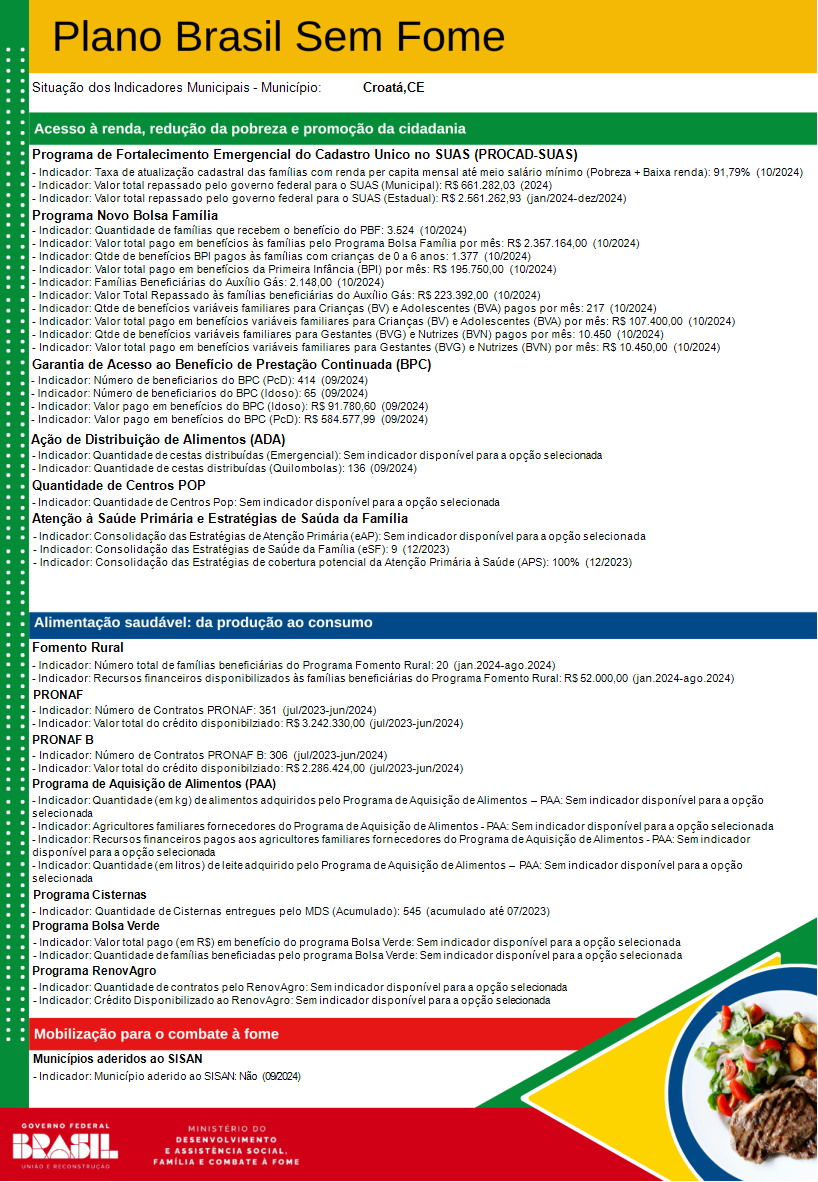 Plano Brasil Sem Fome
Situação dos Indicadores Municipais - Município: Croatá,CE
Acesso à renda, redução da pobreza e promoção da cidadania
Programa de Fortalecimento Emergencial do Cadastro Unico no SUAS (PROCAD-SUAS)
- Indicador: Taxa de atualização cadastral das famílias com renda per capita mensal até meio salário mínimo (Pobreza + Baixa renda): 91,79% (10/2024)
- Indicador: Valor total repassado pelo governo federal para o SUAS (Municipal): R$ 661.282,03 (2024)
- Indicador: Valor total repassado pelo governo federal para o SUAS (Estadual): R$ 2.561.262,93 (jan/2024-dez/2024)
Programa Novo Bolsa Família
- Indicador: Quantidade de famílias que recebem o benefício do PBF: 3.524 (10/2024)
- Indicador: Valor total pago em benefícios às famílias pelo Programa Bolsa Família por mês: R$ 2.357.164,00 (10/2024)
- Indicador: Qtde de benefícios BPI pagos às famílias com crianças de 0 a 6 anos: 1.377 (10/2024)
- Indicador: Valor total pago em benefícios da Primeira Infância (BPI) por mês: R$ 195.750,00 (10/2024)
- Indicador: Famílias Beneficiárias do Auxílio Gás: 2.148,00 (10/2024)
- Indicador: Valor Total Repassado às famílias beneficiárias do Auxílio Gás: R$ 223.392,00 (10/2024)
- Indicador: Qtde de benefícios variáveis familiares para Crianças (BV) e Adolescentes (BVA) pagos por mês: 217 (10/2024)
- Indicador: Valor total pago em benefícios variáveis familiares para Crianças (BV) e Adolescentes (BVA) por mês: R$ 107.400,00 (10/2024)
- Indicador: Qtde de benefícios variáveis familiares para Gestantes (BVG) e Nutrizes (BVN) pagos por mês: 10.450 (10/2024)
- Indicador: Valor total pago em benefícios variáveis familiares para Gestantes (BVG) e Nutrizes (BVN) por mês: R$ 10.450,00 (10/2024)
Garantia de Acesso ao Benefício de Prestação Continuada (BPC)
- Indicador: Número de beneficiarios do BPC (PcD): 414 (09/2024)
- Indicador: Número de beneficiarios do BPC (Idoso): 65 (09/2024)
- Indicador: Valor pago em benefícios do BPC (Idoso): R$ 91.780,60 (09/2024)
- Indicador: Valor pago em benefícios do BPC (PcD): R$ 584.577,99 (09/2024)
Ação de Distribuição de Alimentos (ADA)
- Indicador: Quantidade de cestas distribuídas (Emergencial): Sem indicador disponível para a opção selecionada
- Indicador: Quantidade de cestas distribuídas (Quilombolas): 136 (09/2024)
Quantidade de Centros POP
- Indicador: Quantidade de Centros Pop: Sem indicador disponível para a opção selecionada
Atenção à Saúde Primária e Estratégias de Saúda da Família
- Indicador: Consolidação das Estratégias de Atenção Primária (eAP): Sem indicador disponível para a opção selecionada
- Indicador: Consolidação das Estratégias de Saúde da Família (eSF): 9 (12/2023)
- Indicador: Consolidação das Estratégias de cobertura potencial da Atenção Primária à Saúde (APS): 100% (12/2023)
Alimentação saudável: da produção ao consumo
Fomento Rural
- Indicador: Número total de famílias beneficiárias do Programa Fomento Rural: 20 (jan.2024-ago.2024)
- Indicador: Recursos financeiros disponibilizados às famílias beneficiárias do Programa Fomento Rural: R$ 52.000,00 (jan.2024-ago.2024)
PRONAF
- Indicador: Número de Contratos PRONAF: 351 (jul/2023-jun/2024)
- Indicador: Valor total do crédito disponibilziado: R$ 3.242.330,00 (jul/2023-jun/2024)
PRONAF B
- Indicador: Número de Contratos PRONAF B: 306 (jul/2023-jun/2024)
- Indicador: Valor total do crédito disponibilziado: R$ 2.286.424,00 (jul/2023-jun/2024)
Programa de Aquisição de Alimentos (PAA)
- Indicador: Quantidade (em kg) de alimentos adquiridos pelo Programa de Aquisição de Alimentos – PAA: Sem indicador disponível para a opção
selecionada
- Indicador: Agricultores familiares fornecedores do Programa de Aquisição de Alimentos - PAA: Sem indicador disponível para a opção selecionada
- Indicador: Recursos financeiros pagos aos agricultores familiares fornecedores do Programa de Aquisição de Alimentos - PAA: Sem indicador
disponível para a opção selecionada
- Indicador: Quantidade (em litros) de leite adquirido pelo Programa de Aquisição de Alimentos – PAA: Sem indicador disponível para a opção
selecionada
Programa Cisternas
- Indicador: Quantidade de Cisternas entregues pelo MDS (Acumulado): 545 (acumulado até 07/2023)
Programa Bolsa Verde
- Indicador: Valor total pago (em R$) em benefício do programa Bolsa Verde: Sem indicador disponível para a opção selecionada
- Indicador: Quantidade de famílias beneficiadas pelo programa Bolsa Verde: Sem indicador disponível para a opção selecionada
Programa RenovAgro
- Indicador: Quantidade de contratos pelo RenovAgro: Sem indicador disponível para a opção selecionada
- Indicador: Crédito Disponibilizado ao RenovAgro: Sem indicador disponível para a opção selecionada
Mobilização para o combate à fome
Municípios aderidos ao SISAN
- Indicador: Município aderido ao SISAN: Não (09/2024)
GOVERNO FEDERAL
BRASIL
UNIÃO E RECONSTRUÇÃO
MINISTÉRIO DO
DESENVOLVIMENTO
E ASSISTÊNCIA SOCIAL,
FAMÍLIA E COMBATE À FOME